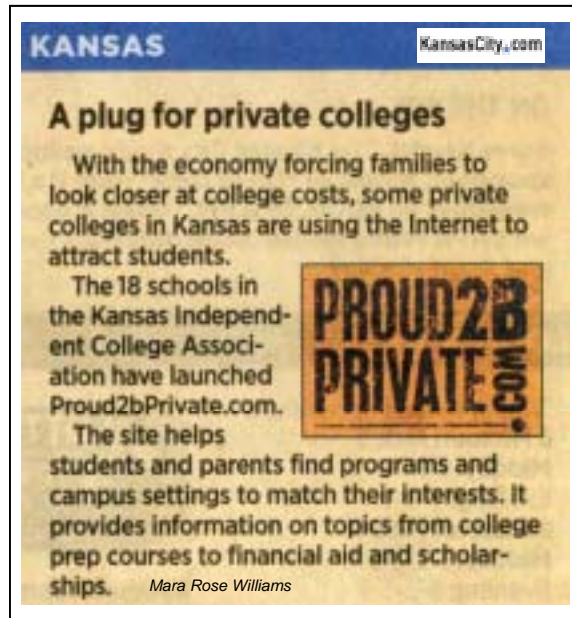 KANSAS
KansasCity.com
A plug for private colleges
With the economy forcing families to
look closer at college costs, some private
colleges in Kansas are using the Internet to
attract students.
The 18 schools in
the Kansas Independ-
ent College Associ-
ation have launched
Proud2bPrivate.com.
The site helps
students and parents find programs and
campus settings to match their interests. It
provides information on topics from college
prep courses to financial aid and scholar-
ships. Mara Rose Williams
PROUD2B
PRIVATE
.COM